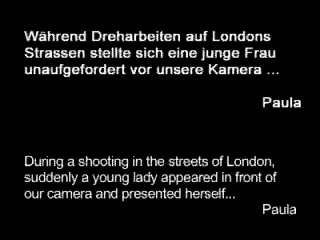 Während Dreharbeiten auf Londons
Strassen stellte sich eine junge Frau
unaufgefordert vor unsere Kamera ...
Paula
During a shooting in the streets of London,
suddenly a young lady appeared in front of
our camera and presented herself...
Paula